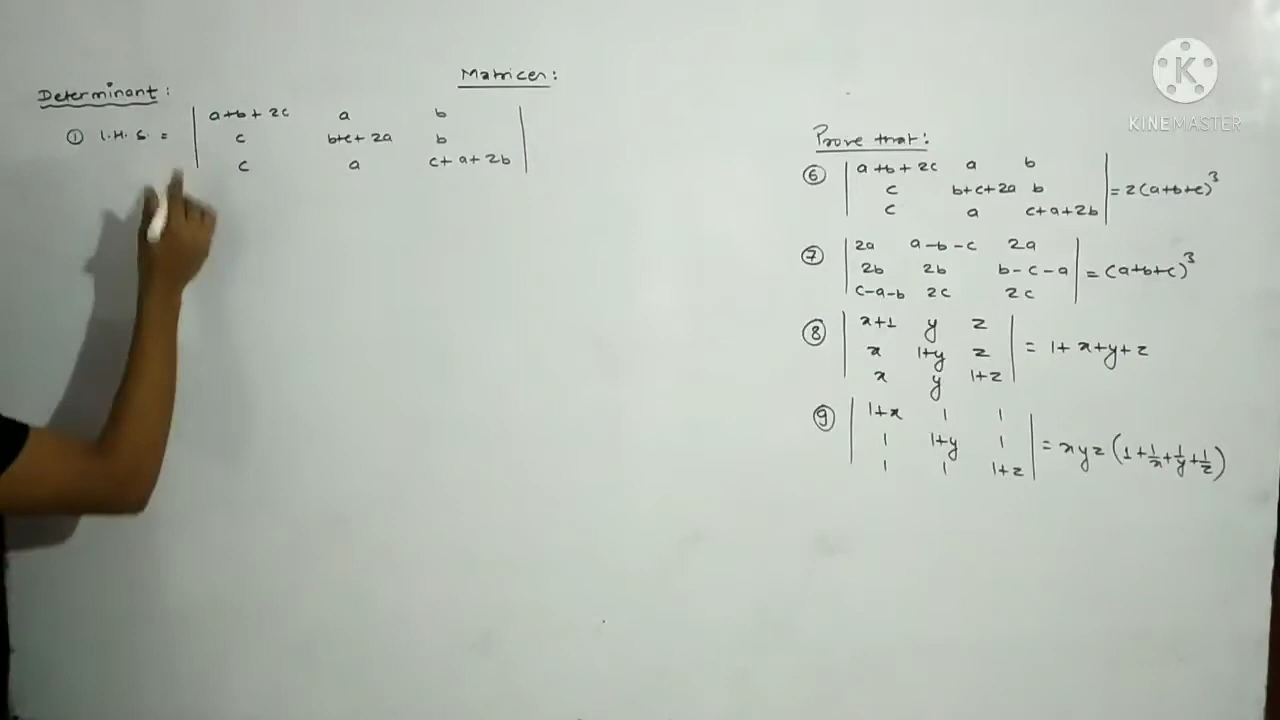 Matricer:
Determinant:
① L.H.S. = | a+b+2c a b |
| c b+c+2a b |
| c a c+a+2b |
Prove that:
⑥ | a+b+2c a b |
| c b+c+2a b | = 2(a+b+c)³
| c a c+a+2b |
⑦ | 2a a-b-c 2a |
| 2b 2b b-c-a | = (a+b+c)³
| c-a-b 2c 2c |
⑧ | x+1 y z |
| x 1+y z | = 1+x+y+z
| x y 1+z |
⑨ | 1+x 1 1 |
| 1 1+y 1 | = xyz(1+1/x+1/y+1/z)
| 1 1 1+z |
K
KINEMASTER